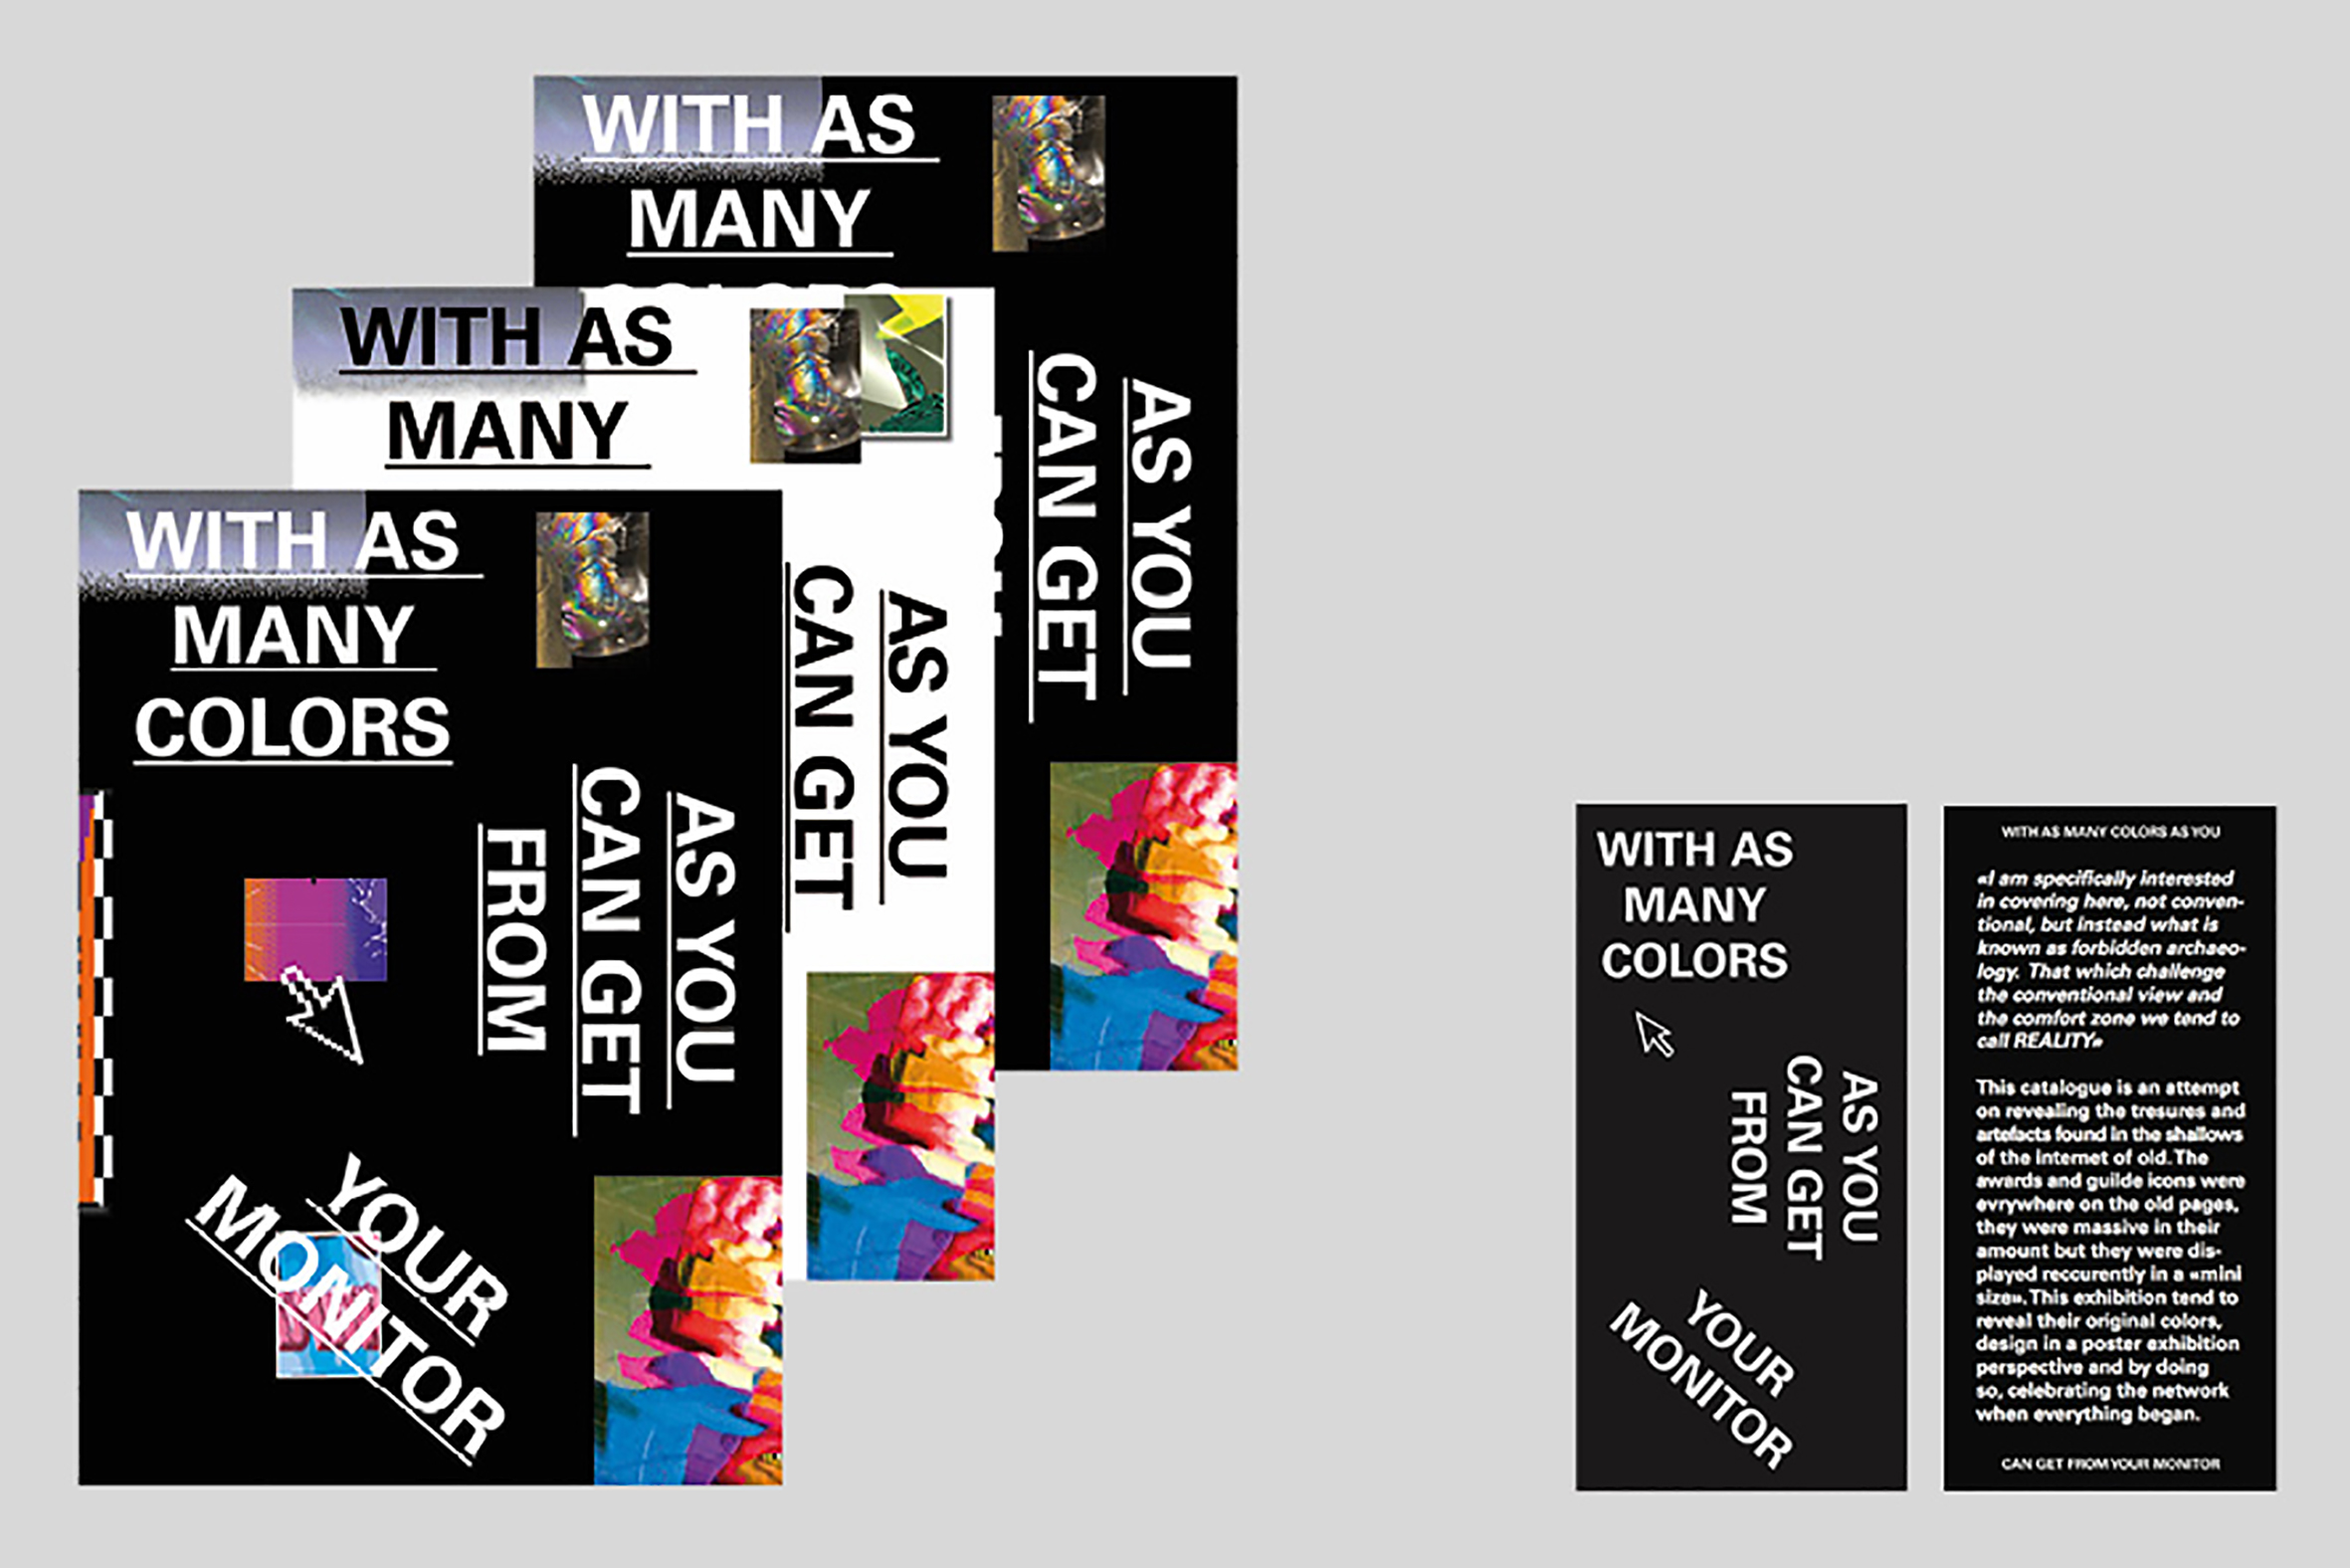 WITH AS
MANY
AS YOU
CAN GET
WITH AS
MANY
AS YOU
CAN GET
WITH AS
MANY
COLORS
AS YOU
CAN GET
FROM
YOUR
MONITOR
WITH AS
MANY
COLORS
AS YOU
CAN GET
FROM
YOUR
MONITOR
WITH AS MANY COLORS AS YOU
«I am specifically interested
in covering here, not conven-
tional, but instead what is
known as forbidden archaeo-
logy. That which challenge
the conventional view and
the comfort zone we tend to
call REALITY»
This catalogue is an attempt
on revealing the tresures and
artefacts found in the shallows
of the internet of old. The
awards and guilde icons were
evrywhere on the old pages,
they were massive in their
amount but they were dis-
played reccurently in a «mini
size». This exhibition tend to
reveal their original colors,
design in a poster exhibition
perspective and by doing
so, celebrating the network
when everything began.
CAN GET FROM YOUR MONITOR